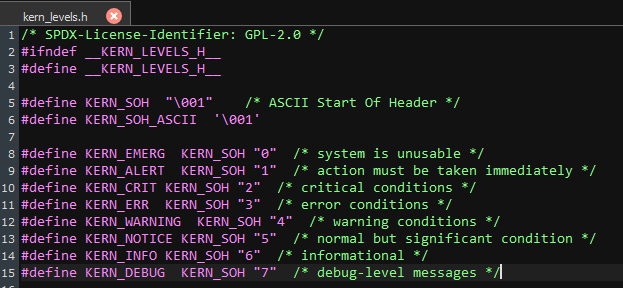 kern_levels.h
1 /* SPDX-License-Identifier: GPL-2.0 */
2 #ifndef __KERN_LEVELS_H__
3 #define __KERN_LEVELS_H__
4
5 #define KERN_SOH  "\001"    /* ASCII Start Of Header */
6 #define KERN_SOH_ASCII  '\001'
7
8 #define KERN_EMERG  KERN_SOH "0"  /* system is unusable */
9 #define KERN_ALERT  KERN_SOH "1"  /* action must be taken immediately */
10 #define KERN_CRIT KERN_SOH "2"  /* critical conditions */
11 #define KERN_ERR  KERN_SOH "3"  /* error conditions */
12 #define KERN_WARNING  KERN_SOH "4"  /* warning conditions */
13 #define KERN_NOTICE KERN_SOH "5"  /* normal but significant condition */
14 #define KERN_INFO KERN_SOH "6"  /* informational */
15 #define KERN_DEBUG  KERN_SOH "7"  /* debug-level messages */